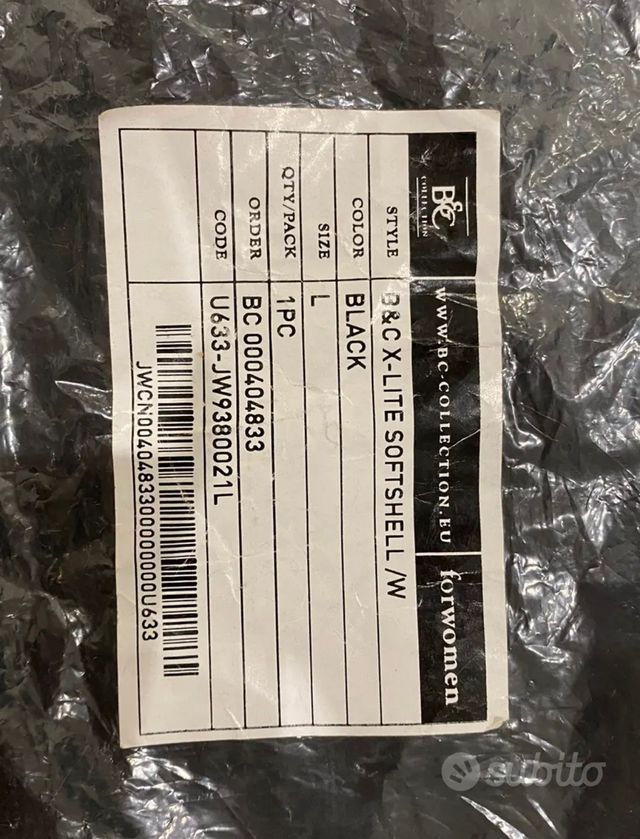 B&C
COLLECTION
WWW.BC-COLLECTION.EU
forwomen
STYLE B&C X-LITE SOFTSHELL /W
COLOR BLACK
SIZE L
QTY/PACK 1PC
ORDER BC 000404833
CODE U633-JW9380021L
JWCN00404833000000000U633
subito